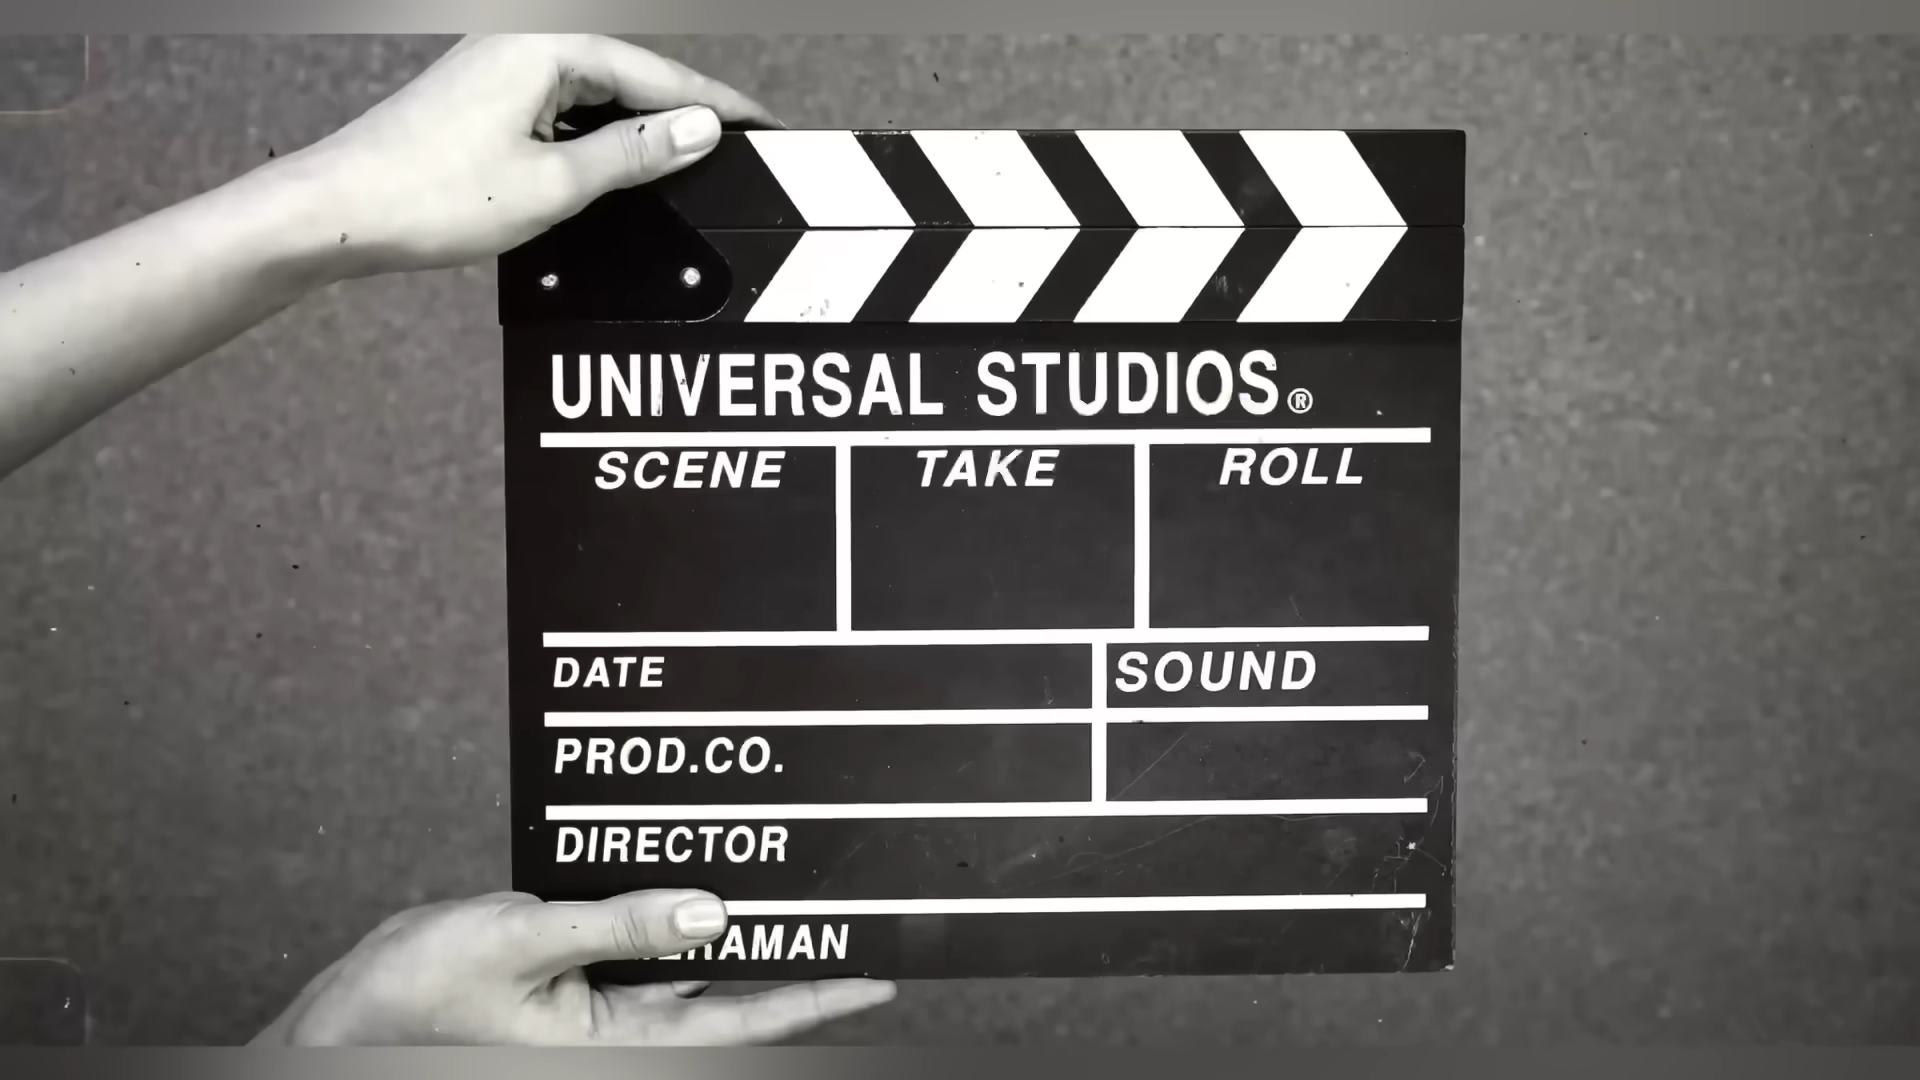 UNIVERSAL STUDIOS®
SCENE TAKE ROLL
DATE SOUND
PROD.CO.
DIRECTOR